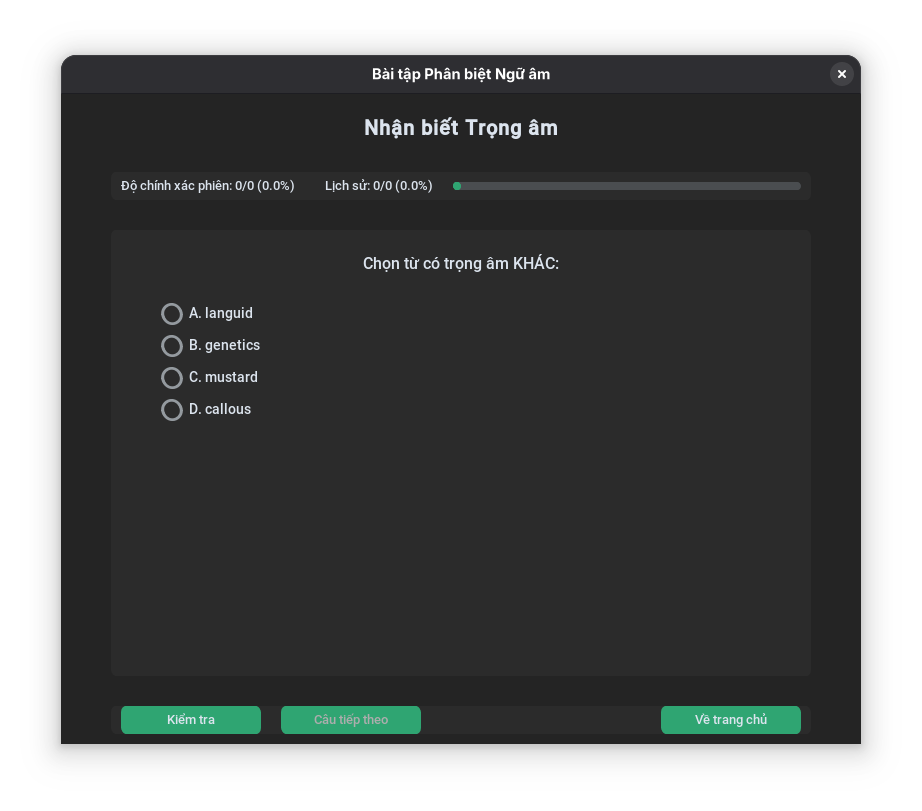 Bài tập Phân biệt Ngữ âm
Nhận biết Trọng âm
Độ chính xác phiên: 0/0 (0.0%) Lịch sử: 0/0 (0.0%)
Chọn từ có trọng âm KHÁC:
A. languid
B. genetics
C. mustard
D. callous
Kiểm tra Câu tiếp theo Về trang chủ